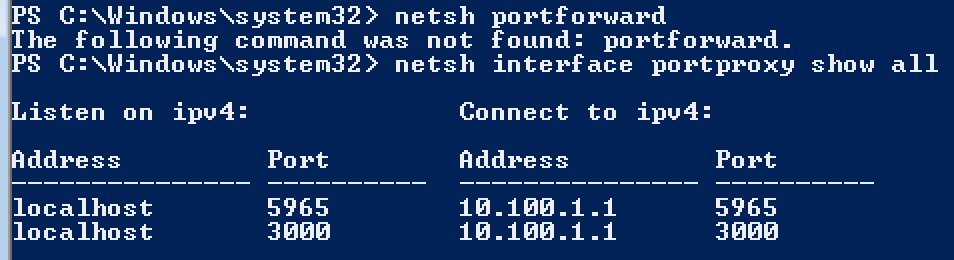 PS C:\Windows\system32> netsh portforward
The following command was not found: portforward.
PS C:\Windows\system32> netsh interface portproxy show all
Listen on ipv4:             Connect to ipv4:
Address         Port        Address         Port
--------------- ----------  --------------- ----------
localhost       5965        10.100.1.1      5965
localhost       3000        10.100.1.1      3000